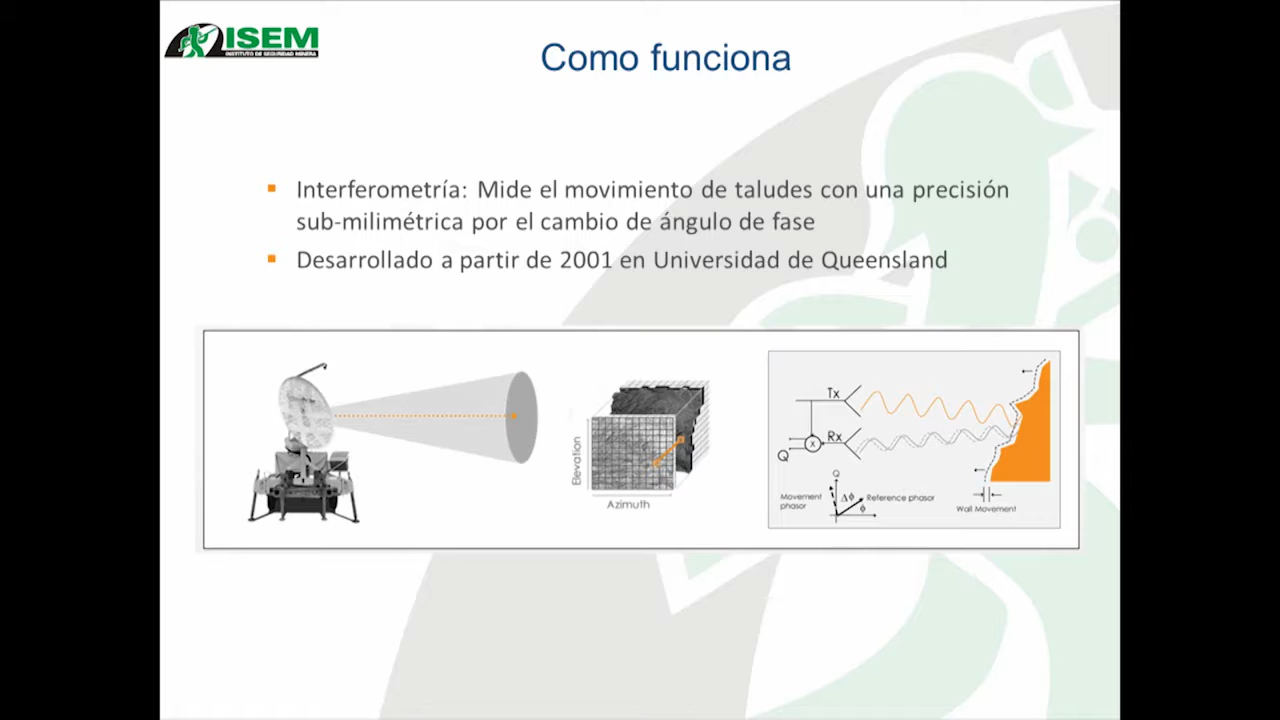 ISEM
INSTITUTO DE SEGURIDAD MINERA
Como funciona
Interferometría: Mide el movimiento de taludes con una precisión
sub-milimétrica por el cambio de ángulo de fase
Desarrollado a partir de 2001 en Universidad de Queensland
Elevation
Azimuth
Tx
Rx
X
Q
Q
Movement
phasor
Δϕ
Reference phasor
ϕ
Wall Movement